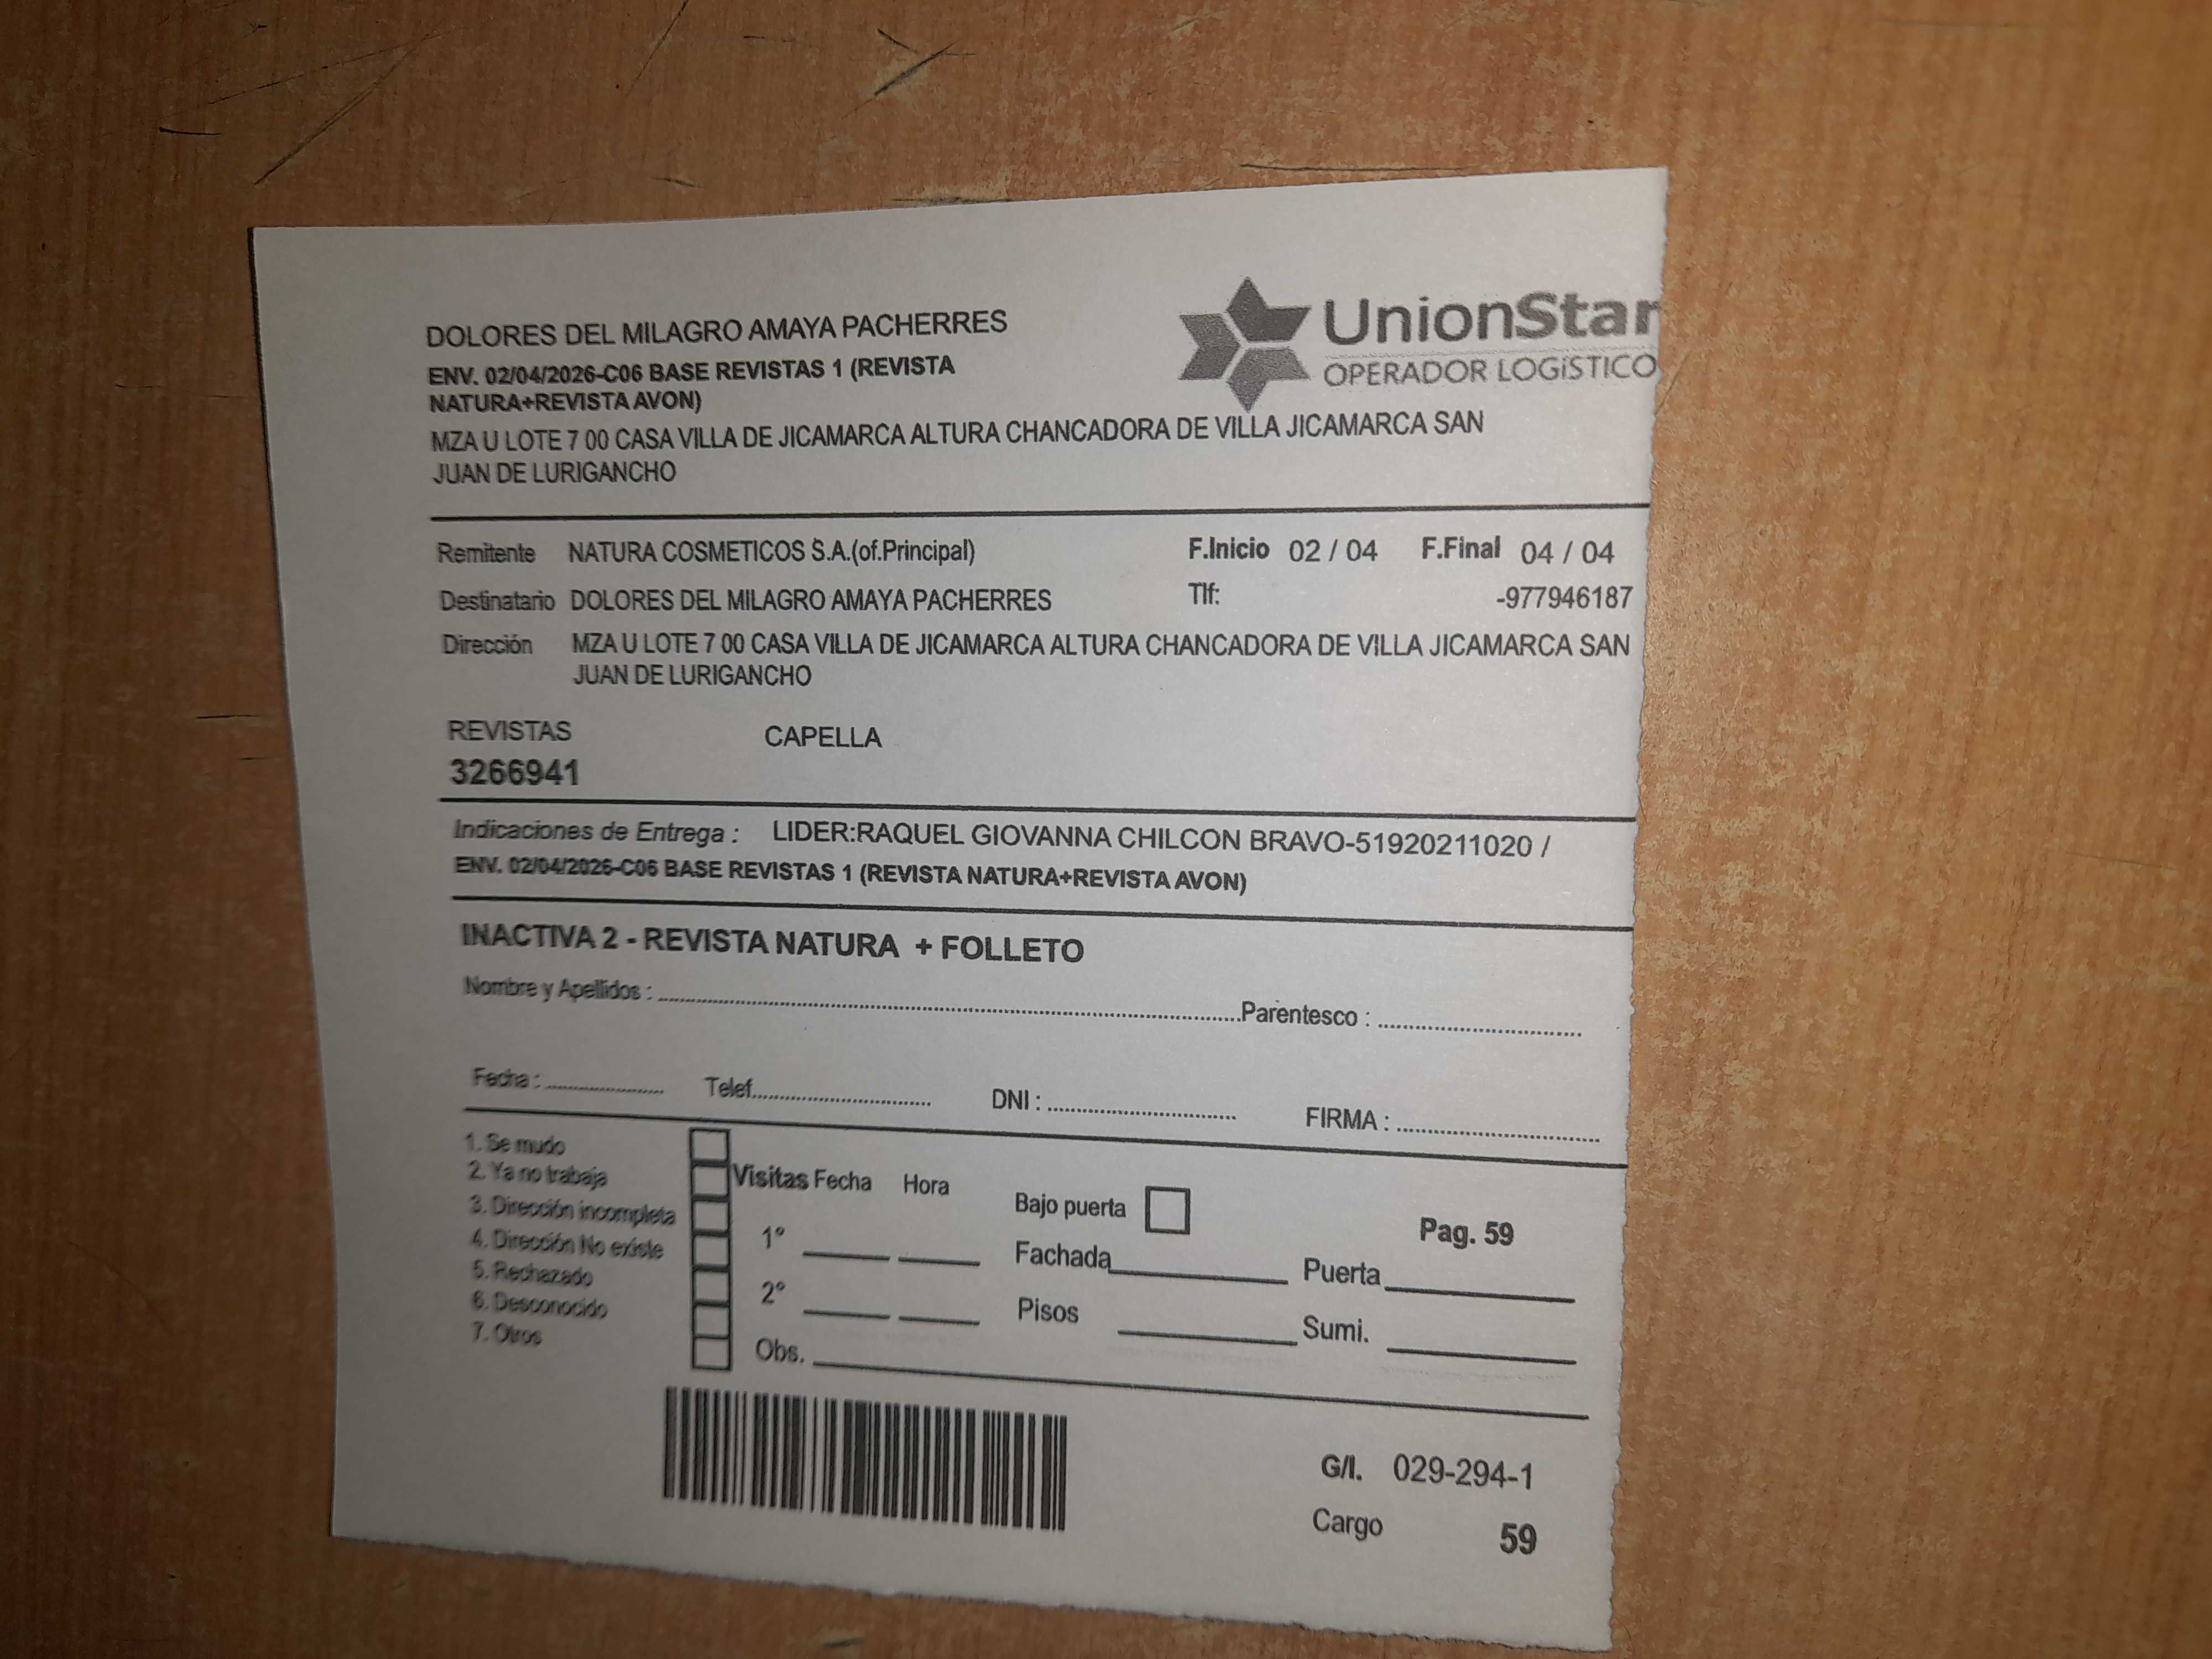 DOLORES DEL MILAGRO AMAYA PACHERRES
ENV. 02/04/2026-C06 BASE REVISTAS 1 (REVISTA
NATURA+REVISTA AVON)
UnionStar
OPERADOR LOGÍSTICO
MZA U LOTE 7 00 CASA VILLA DE JICAMARCA ALTURA CHANCADORA DE VILLA JICAMARCA SAN
JUAN DE LURIGANCHO
Remitente NATURA COSMETICOS S.A.(of.Principal) F.Inicio 02 / 04 F.Final 04 / 04
Destinatario DOLORES DEL MILAGRO AMAYA PACHERRES Tlf: -977946187
Dirección MZA U LOTE 7 00 CASA VILLA DE JICAMARCA ALTURA CHANCADORA DE VILLA JICAMARCA SAN
JUAN DE LURIGANCHO
REVISTAS CAPELLA
3266941
Indicaciones de Entrega : LIDER:RAQUEL GIOVANNA CHILCON BRAVO-51920211020 /
ENV. 02/04/2026-C06 BASE REVISTAS 1 (REVISTA NATURA+REVISTA AVON)
INACTIVA 2 - REVISTA NATURA + FOLLETO
Nombre y Apellidos : Parentesco :
Fecha : Telef. DNI : FIRMA :
1. Se mudo
2. Ya no trabaja
3. Dirección incompleta
4. Dirección No existe
5. Rechazado
6. Desconocido
7. Otros
Visitas Fecha Hora
1°
2°
Obs.
Bajo puerta
Pag. 59
Fachada Puerta
Pisos Sumi.
G/I. 029-294-1
Cargo 59